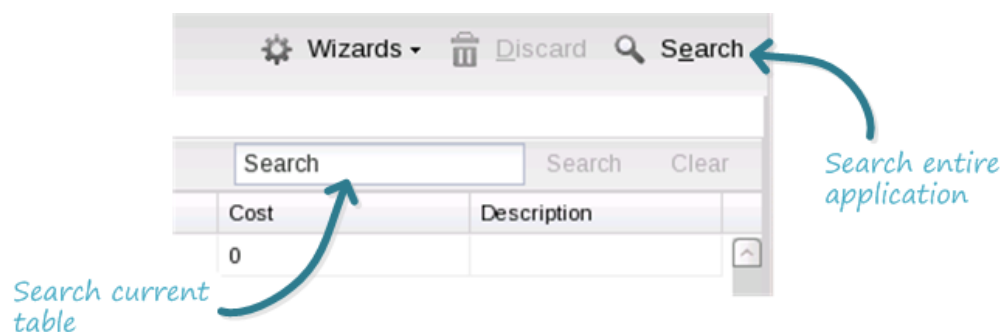 Wizards Discard Search
Search Search Clear
Search entire
application
Cost Description
0
Search current
table